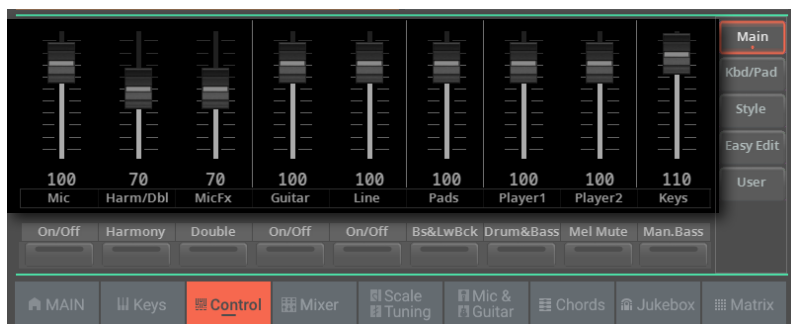 Main
Kbd/Pad
Style
Easy Edit
User
100 70 70 100 100 100 100 100 110
Mic Harm/Dbl MicFx Guitar Line Pads Player1 Player2 Keys
On/Off Harmony Double On/Off On/Off Bs&LwBck Drum&Bass Mel Mute Man.Bass
MAIN Keys Control Mixer Scale Tuning Mic & Guitar Chords Jukebox Matrix